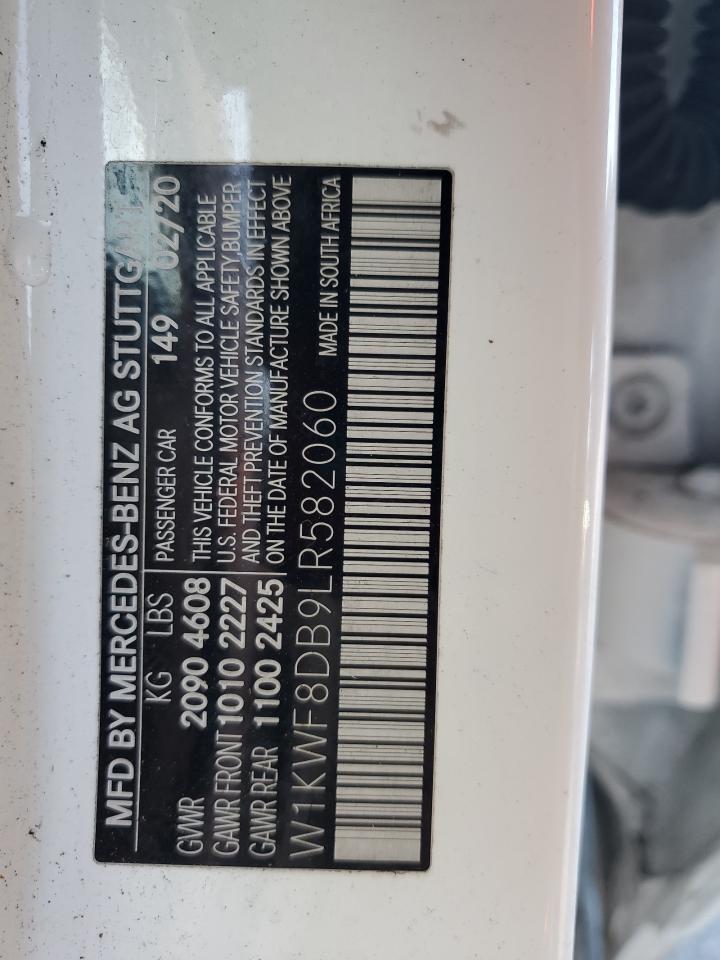 MFD BY MERCEDES-BENZ AG STUTTGART
KG LBS PASSENGER CAR 149 02/20
GVWR 2090 4608 THIS VEHICLE CONFORMS TO ALL APPLICABLE
GAWR FRONT 1010 2227 U.S. FEDERAL MOTOR VEHICLE SAFETY,BUMPER
GAWR REAR 1100 2425 AND THEFT PREVENTION STANDARDS IN EFFECT
ON THE DATE OF MANUFACTURE SHOWN ABOVE
W1KWF8DB9LR582060 MADE IN SOUTH AFRICA